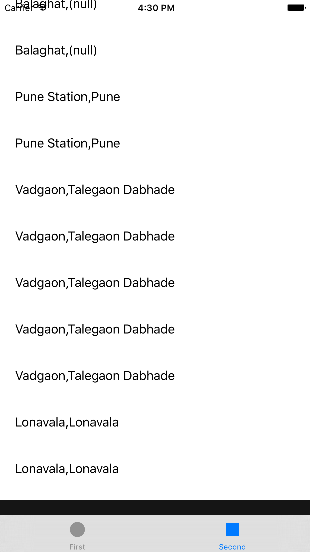 Balaghat,(null)
Carrier 4:30 PM
Balaghat,(null)
Pune Station,Pune
Pune Station,Pune
Vadgaon,Talegaon Dabhade
Vadgaon,Talegaon Dabhade
Vadgaon,Talegaon Dabhade
Vadgaon,Talegaon Dabhade
Vadgaon,Talegaon Dabhade
Lonavala,Lonavala
Lonavala,Lonavala
First Second